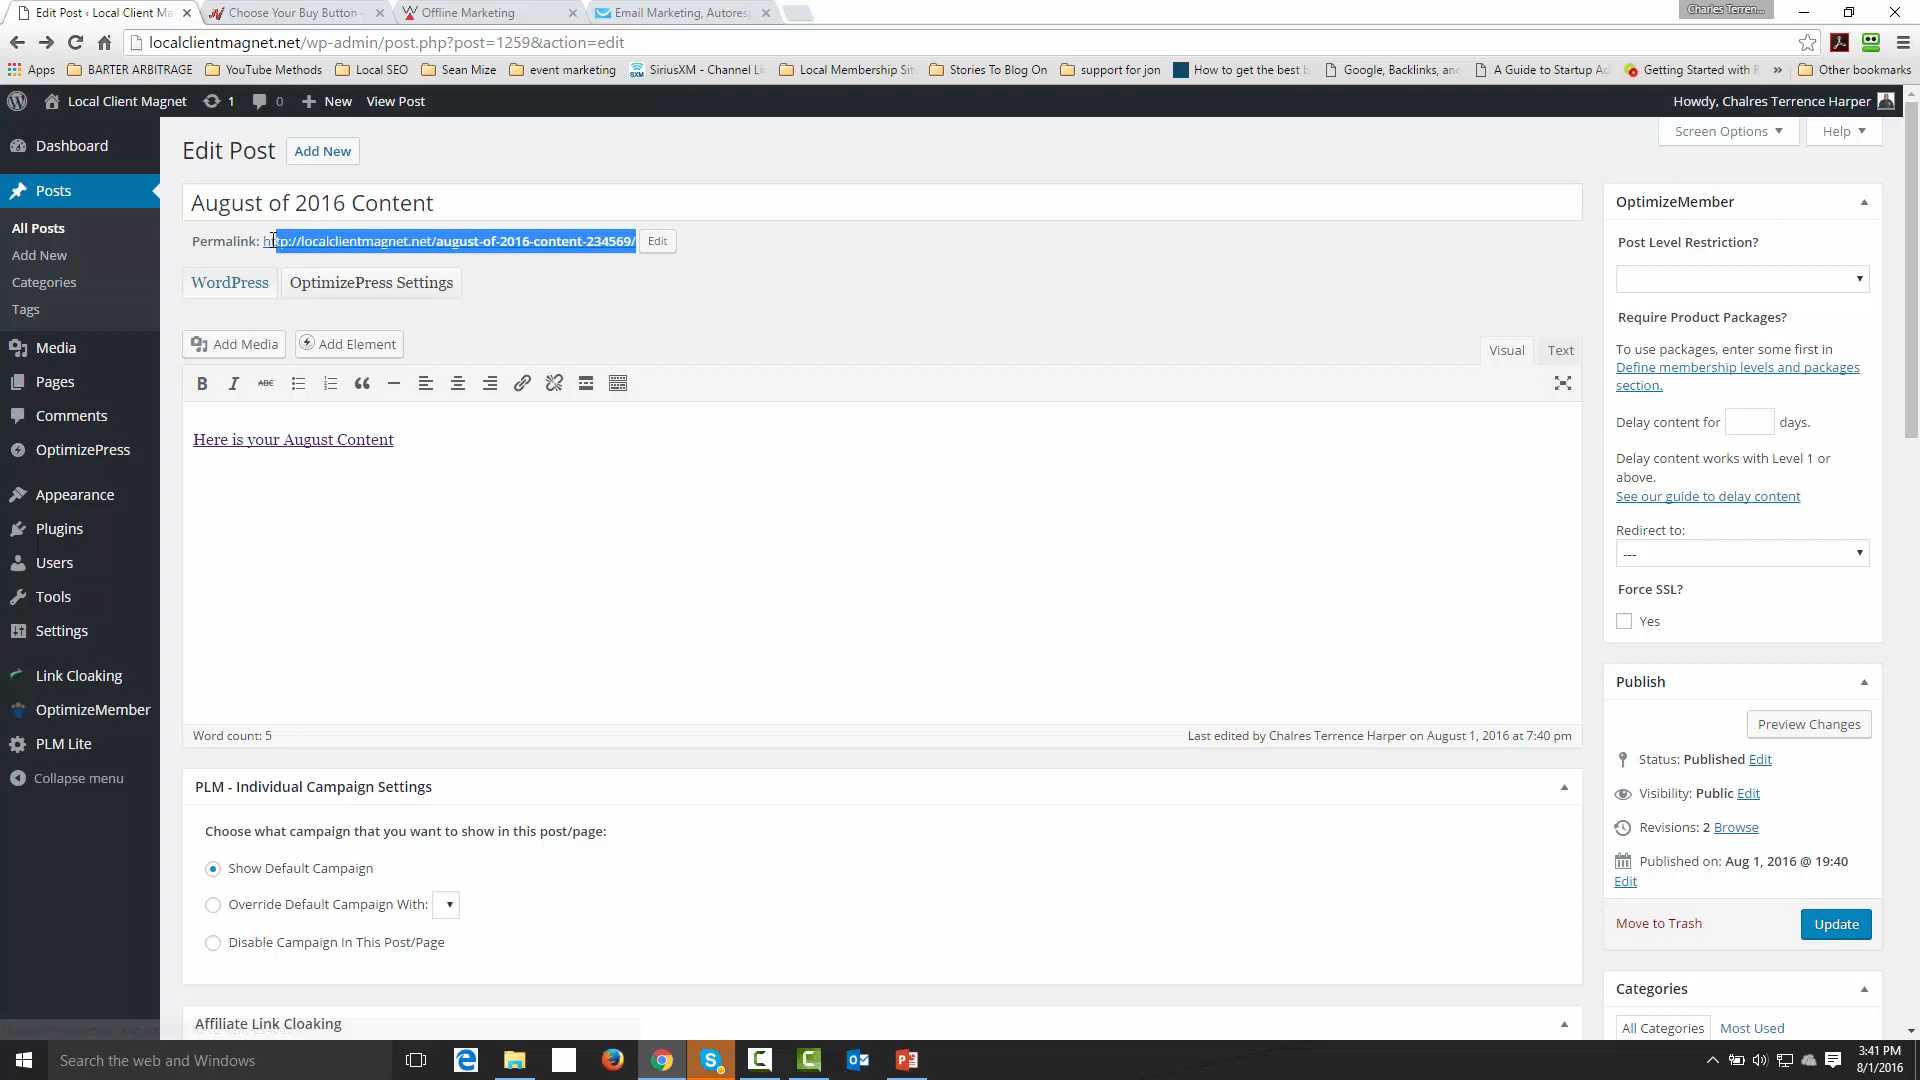 Edit Post ‹ Local Client Ma
Choose Your Buy Button -
Offline Marketing
Email Marketing, Autoresp
Charles Terren...
localclientmagnet.net/wp-admin/post.php?post=1259&action=edit
Apps
BARTER ARBITRAGE
YouTube Methods
Local SEO
Sean Mize
event marketing
SiriusXM - Channel Li
Local Membership Sit
Stories To Blog On
support for jon
How to get the best
Google, Backlinks, an
A Guide to Startup Ad
Getting Started with
Other bookmarks
Local Client Magnet
1
0
New
View Post
Howdy, Chalres Terrence Harper
Dashboard
Posts
All Posts
Add New
Categories
Tags
Media
Pages
Comments
OptimizePress
Appearance
Plugins
Users
Tools
Settings
Link Cloaking
OptimizeMember
PLM Lite
Collapse menu
Screen Options
Help
Edit Post
Add New
August of 2016 Content
Permalink: http://localclientmagnet.net/august-of-2016-content-234569/
Edit
WordPress
OptimizePress Settings
Add Media
Add Element
Visual
Text
B I ABC
Here is your August Content
Word count: 5
Last edited by Chalres Terrence Harper on August 1, 2016 at 7:40 pm
PLM - Individual Campaign Settings
Choose what campaign that you want to show in this post/page:
Show Default Campaign
Override Default Campaign With:
Disable Campaign In This Post/Page
Affiliate Link Cloaking
OptimizeMember
Post Level Restriction?
Require Product Packages?
To use packages, enter some first in
Define membership levels and packages
section.
Delay content for
days.
Delay content works with Level 1 or
above.
See our guide to delay content
Redirect to:
---
Force SSL?
Yes
Publish
Preview Changes
Status: Published Edit
Visibility: Public Edit
Revisions: 2 Browse
Published on: Aug 1, 2016 @ 19:40
Edit
Move to Trash
Update
Categories
All Categories
Most Used
Search the web and Windows
3:41 PM
8/1/2016